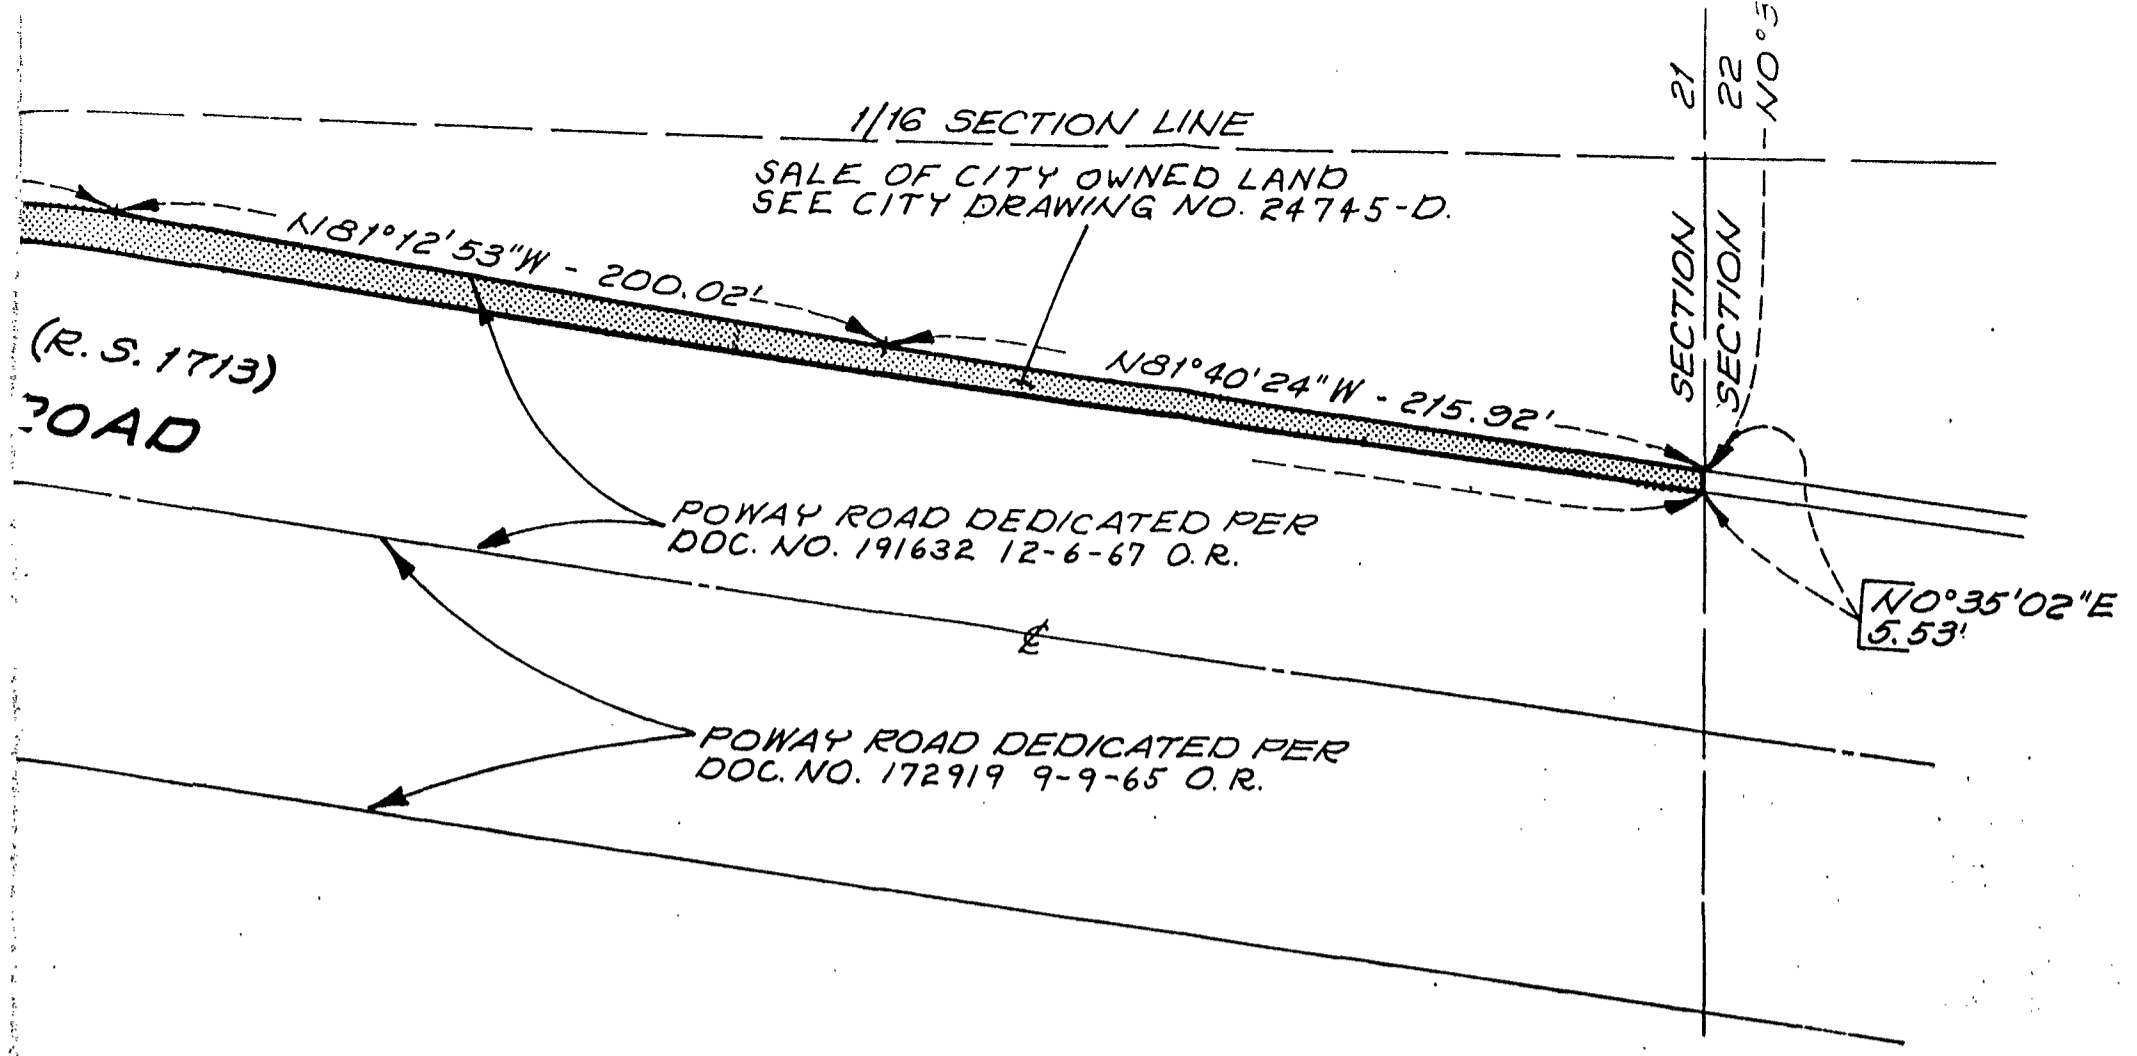 1/16 SECTION LINE
SALE OF CITY OWNED LAND
SEE CITY DRAWING NO. 24745-D.
SECTION 21
SECTION 22
N81°12'53"W - 200.02'
N81°40'24"W - 215.92'
(R.S. 1713)
ROAD
POWAY ROAD DEDICATED PER
DOC. NO. 191632 12-6-67 O.R.
℄
N0°35'02"E
5.53'
POWAY ROAD DEDICATED PER
DOC. NO. 172919 9-9-65 O.R.